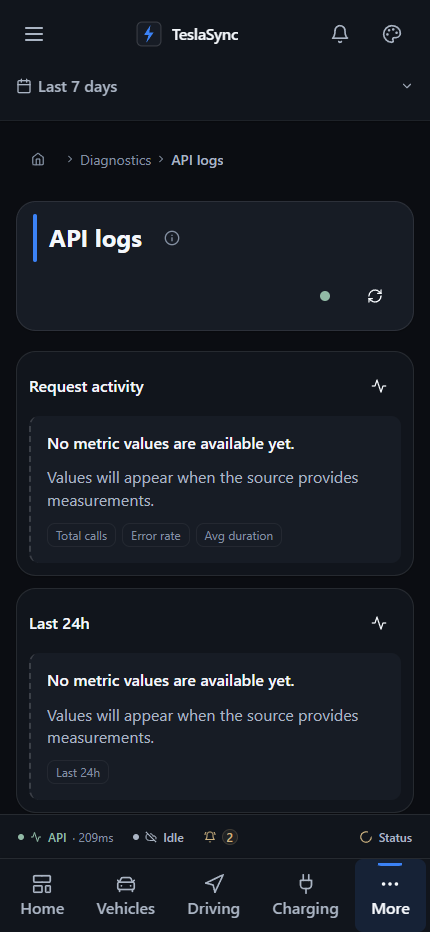 TeslaSync
Last 7 days
Diagnostics API logs
API logs
Request activity
No metric values are available yet.
Values will appear when the source provides
measurements.
Total calls Error rate Avg duration
Last 24h
No metric values are available yet.
Values will appear when the source provides
measurements.
Last 24h
API · 209ms Idle 2 Status
Home Vehicles Driving Charging More